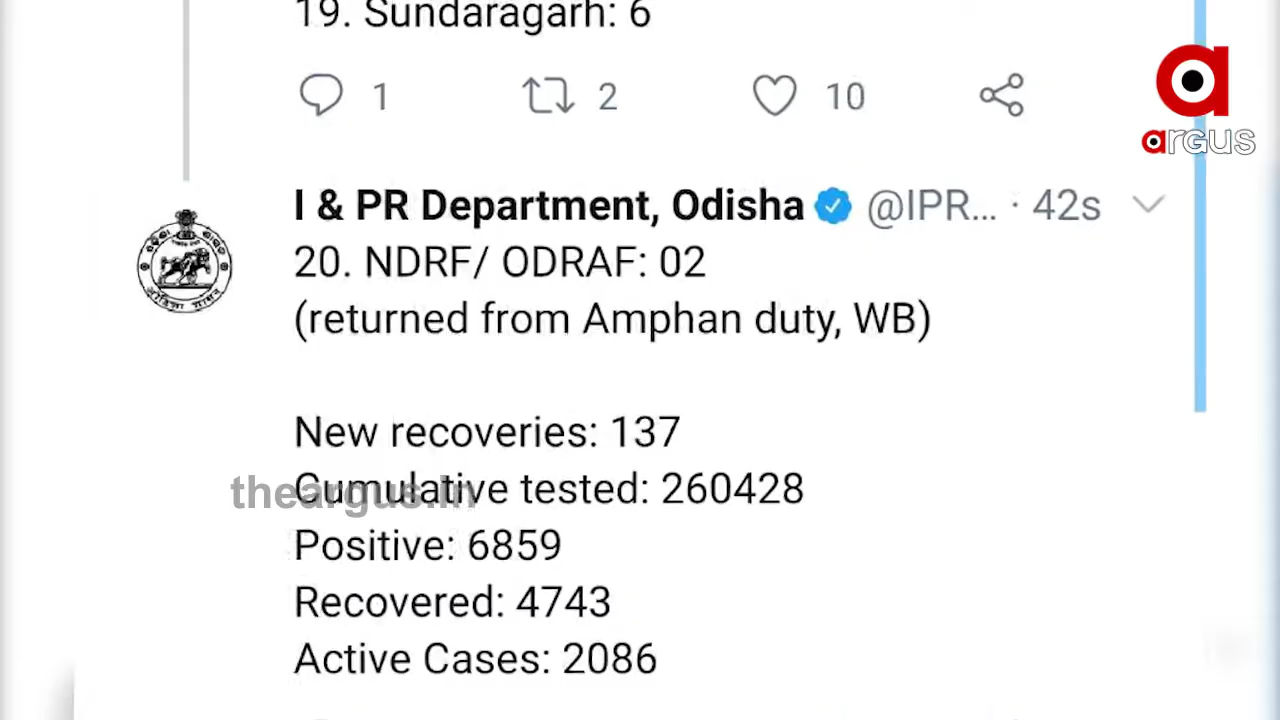 19. Sundaragarh: 6
1 2 10
argus
I & PR Department, Odisha @IPR... · 42s
20. NDRF/ ODRAF: 02
(returned from Amphan duty, WB)
New recoveries: 137
Cumulative tested: 260428
theargus.in
Positive: 6859
Recovered: 4743
Active Cases: 2086